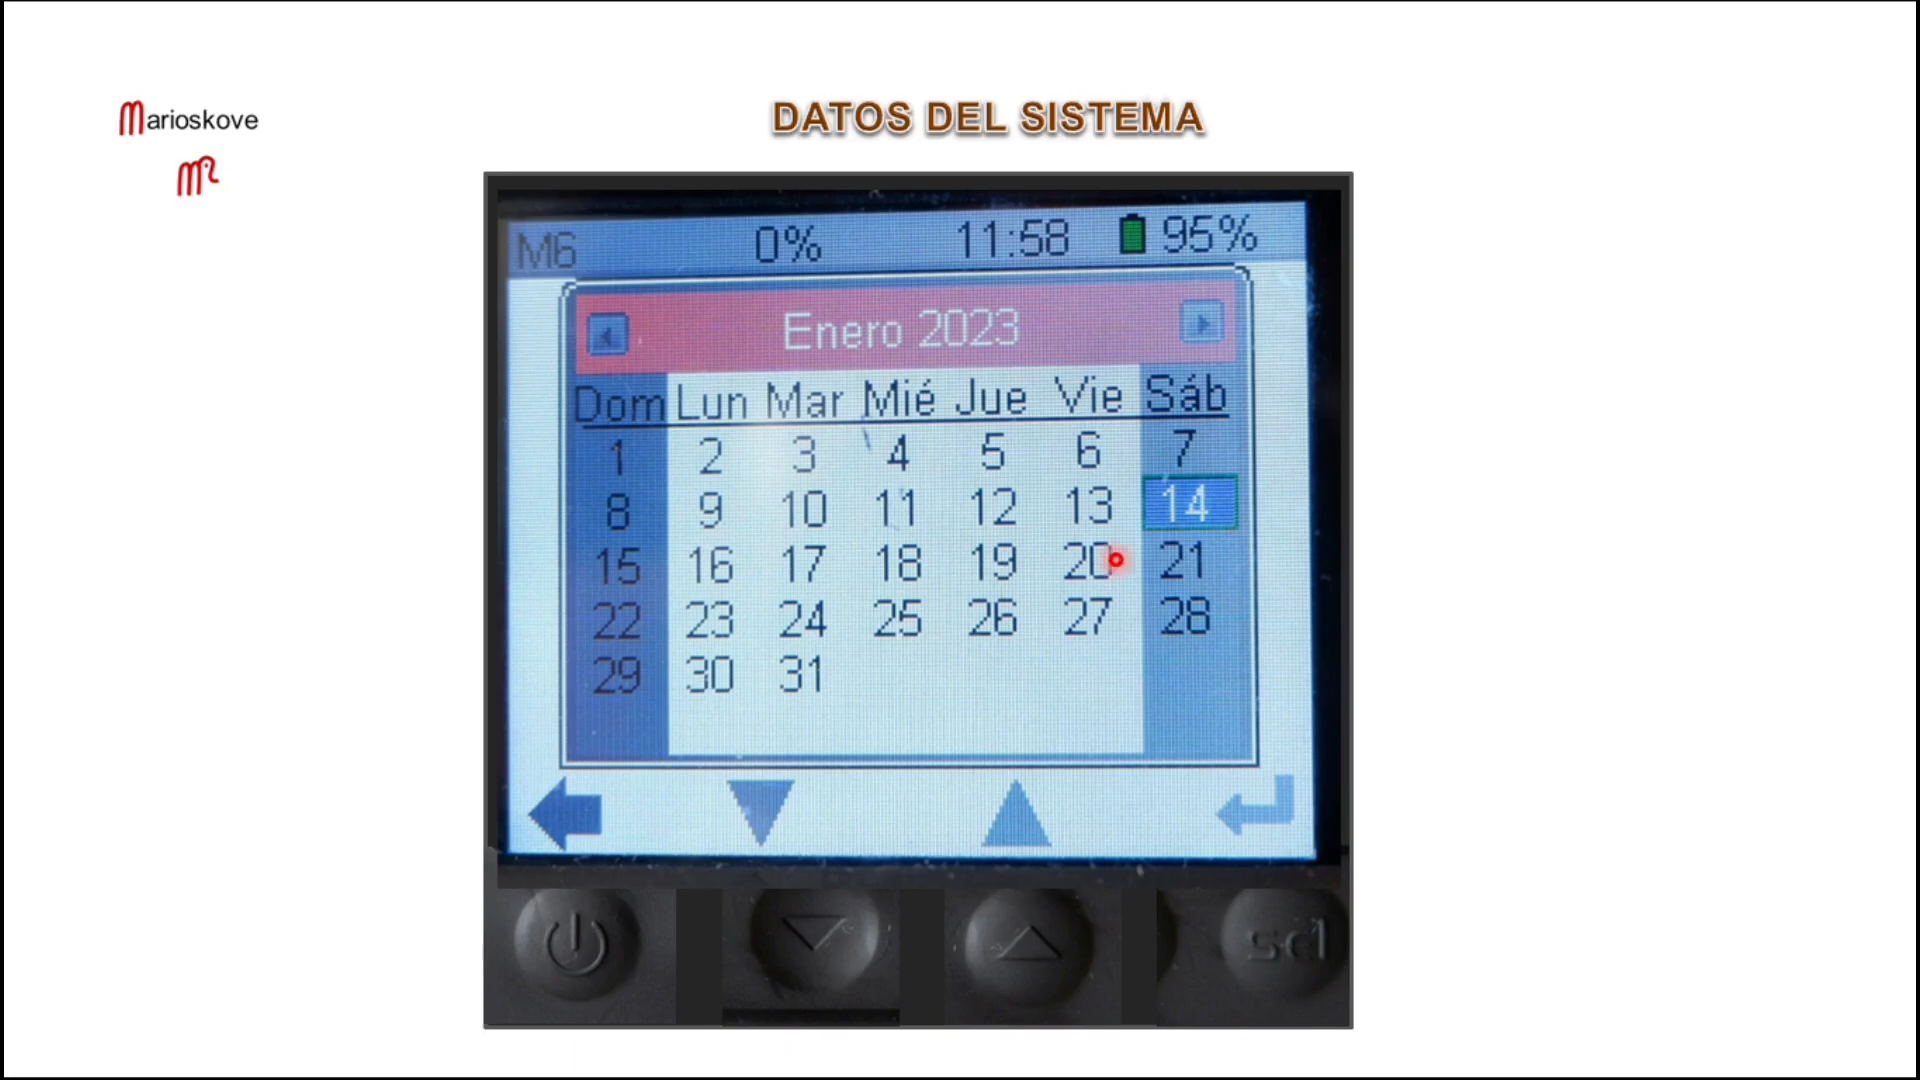 Marioskove
DATOS DEL SISTEMA
M6 0% 11:58 95%
Enero 2023
Dom Lun Mar Mié Jue Vie Sáb
1 2 3 4 5 6 7
8 9 10 11 12 13 14
15 16 17 18 19 20 21
22 23 24 25 26 27 28
29 30 31
sel